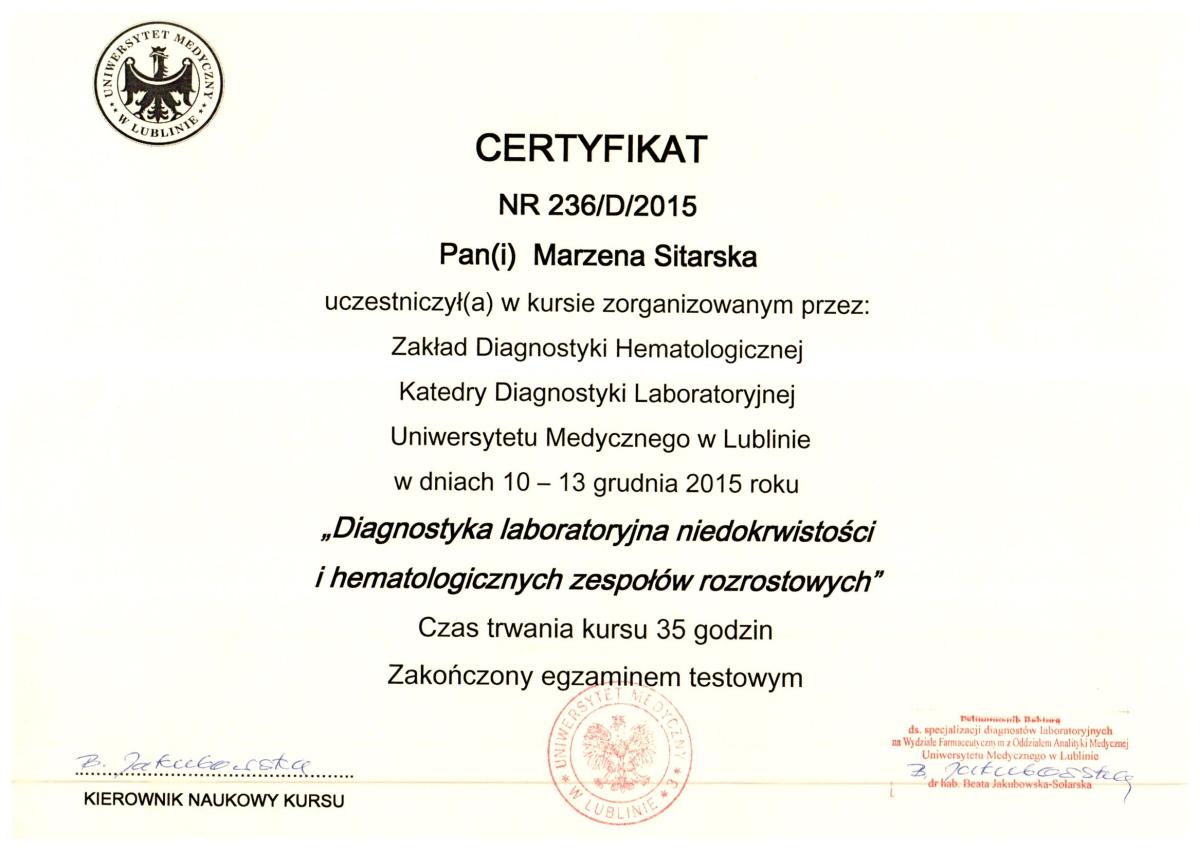 UNIWERSYTET MEDYCZNY
W LUBLINIE
CERTYFIKAT
NR 236/D/2015
Pan(i) Marzena Sitarska
uczestniczył(a) w kursie zorganizowanym przez:
Zakład Diagnostyki Hematologicznej
Katedry Diagnostyki Laboratoryjnej
Uniwersytetu Medycznego w Lublinie
w dniach 10 – 13 grudnia 2015 roku
„Diagnostyka laboratoryjna niedokrwistości
i hematologicznych zespołów rozrostowych”
Czas trwania kursu 35 godzin
Zakończony egzaminem testowym
UNIWERSYTET MEDYCZNY
W LUBLINIE
3
B. Jakubowska
KIEROWNIK NAUKOWY KURSU
Pełnomocnik Rektora
ds. specjalizacji diagnostów laboratoryjnych
na Wydziale Farmaceutycznym z Oddziałem Analityki Medycznej
Uniwersytetu Medycznego w Lublinie
B. Jakubowska
dr hab. Beata Jakubowska-Solarska